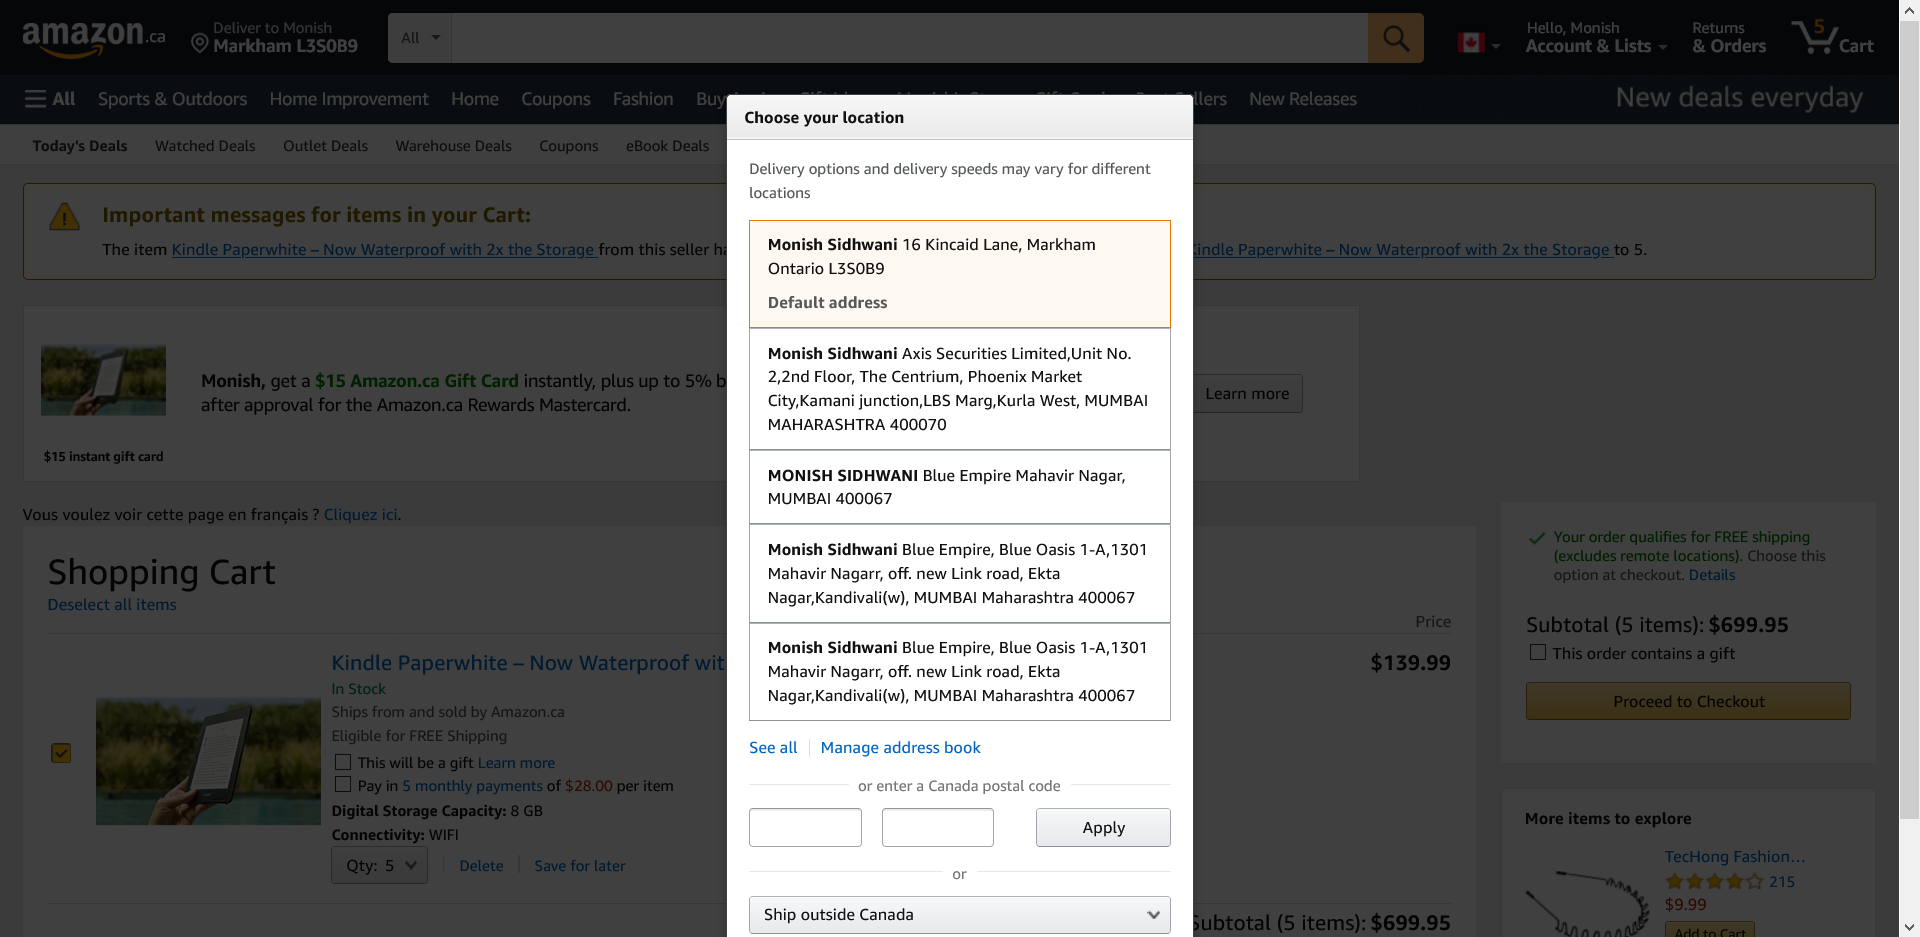 amazon.ca
Deliver to Monish
Markham L3S0B9
All
Hello, Monish
Account & Lists
Returns
& Orders
5
Cart
All Sports & Outdoors Home Improvement Home Coupons Fashion Buy New Releases
New deals everyday
Today's Deals Watched Deals Outlet Deals Warehouse Deals Coupons eBook Deals
Important messages for items in your Cart:
The item Kindle Paperwhite – Now Waterproof with 2x the Storage from this seller
Kindle Paperwhite – Now Waterproof with 2x the Storage to 5.
Monish, get a $15 Amazon.ca Gift Card instantly, plus up to 5%
after approval for the Amazon.ca Rewards Mastercard.
Learn more
$15 instant gift card
Vous voulez voir cette page en français ? Cliquez ici.
Shopping Cart
Deselect all items
Price
Kindle Paperwhite – Now Waterproof
$139.99
In Stock
Ships from and sold by Amazon.ca
Eligible for FREE Shipping
This will be a gift Learn more
Pay in 5 monthly payments of $28.00 per item
Digital Storage Capacity: 8 GB
Connectivity: WIFI
Qty: 5
Delete
Save for later
Subtotal (5 items): $699.95
Choose your location
Delivery options and delivery speeds may vary for different
locations
Monish Sidhwani 16 Kincaid Lane, Markham
Ontario L3S0B9
Default address
Monish Sidhwani Axis Securities Limited,Unit No.
2,2nd Floor, The Centrium, Phoenix Market
City,Kamani junction,LBS Marg,Kurla West, MUMBAI
MAHARASHTRA 400070
MONISH SIDHWANI Blue Empire Mahavir Nagar,
MUMBAI 400067
Monish Sidhwani Blue Empire, Blue Oasis 1-A,1301
Mahavir Nagarr, off. new Link road, Ekta
Nagar,Kandivali(w), MUMBAI Maharashtra 400067
Monish Sidhwani Blue Empire, Blue Oasis 1-A,1301
Mahavir Nagarr, off. new Link road, Ekta
Nagar,Kandivali(w), MUMBAI Maharashtra 400067
See all
Manage address book
or enter a Canada postal code
Apply
or
Ship outside Canada
Your order qualifies for FREE shipping
(excludes remote locations). Choose this
option at checkout. Details
Subtotal (5 items): $699.95
This order contains a gift
Proceed to Checkout
More items to explore
TecHong Fashion…
215
$9.99
Add to Cart